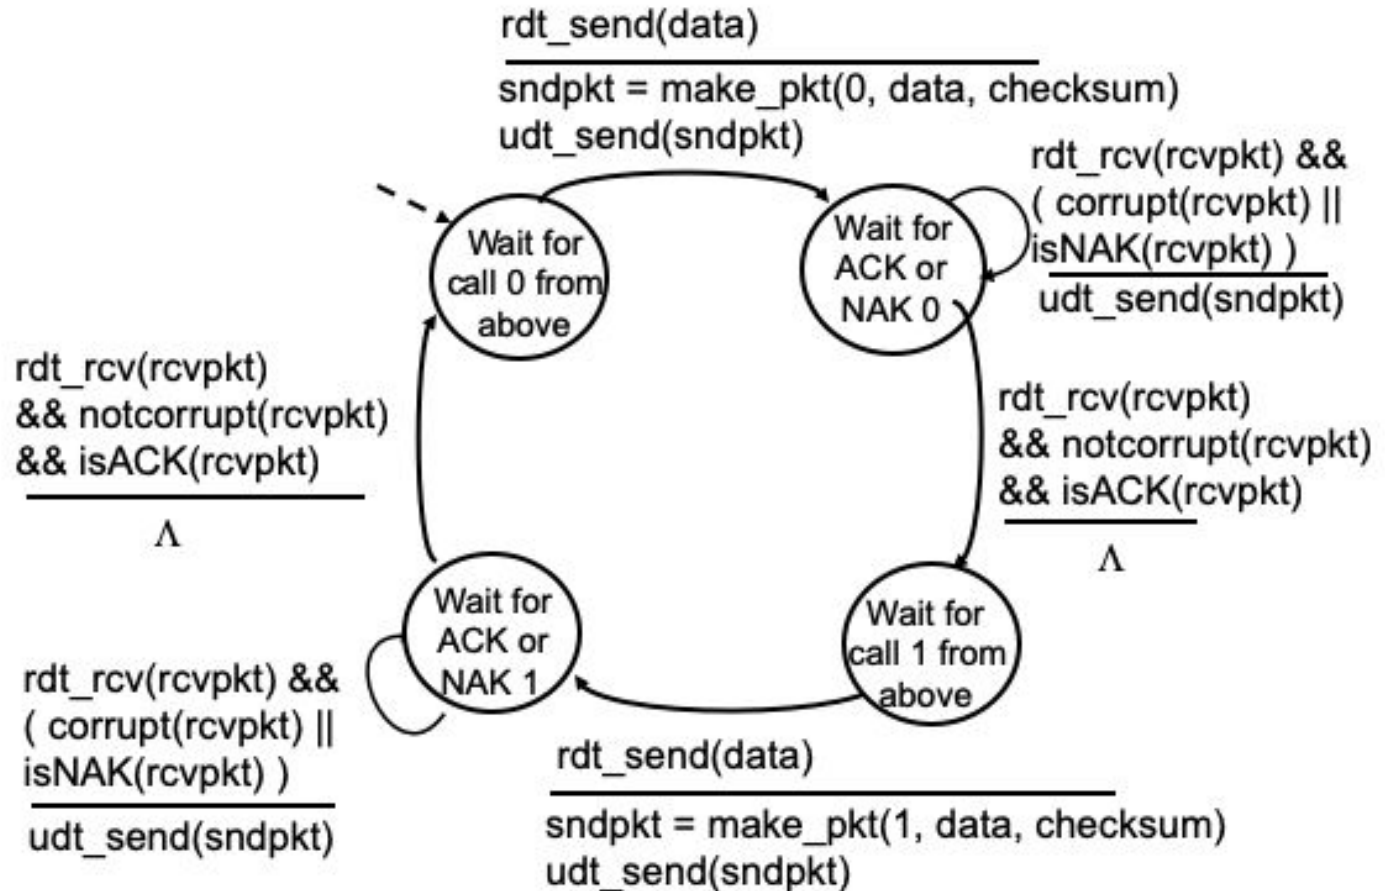 rdt_send(data)
sndpkt = make_pkt(0, data, checksum)
udt_send(sndpkt)
rdt_rcv(rcvpkt) &&
( corrupt(rcvpkt) ||
isNAK(rcvpkt) )
udt_send(sndpkt)
Wait for
call 0 from
above
Wait for
ACK or
NAK 0
rdt_rcv(rcvpkt)
&& notcorrupt(rcvpkt)
&& isACK(rcvpkt)
Λ
rdt_rcv(rcvpkt)
&& notcorrupt(rcvpkt)
&& isACK(rcvpkt)
Λ
Wait for
ACK or
NAK 1
Wait for
call 1 from
above
rdt_rcv(rcvpkt) &&
( corrupt(rcvpkt) ||
isNAK(rcvpkt) )
udt_send(sndpkt)
rdt_send(data)
sndpkt = make_pkt(1, data, checksum)
udt_send(sndpkt)